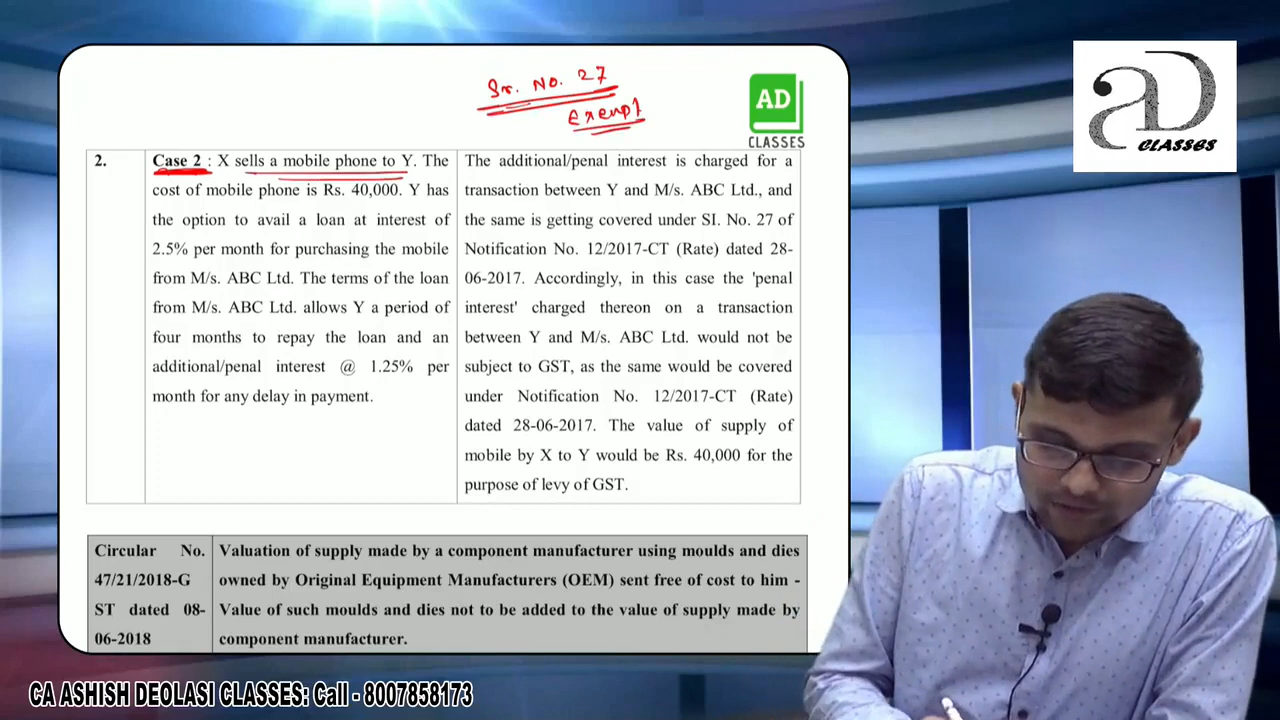 Sr. No. 27
Exempt
AD
CLASSES
aD
CLASSES
2.
Case 2 : X sells a mobile phone to Y. The
cost of mobile phone is Rs. 40,000. Y has
the option to avail a loan at interest of
2.5% per month for purchasing the mobile
from M/s. ABC Ltd. The terms of the loan
from M/s. ABC Ltd. allows Y a period of
four months to repay the loan and an
additional/penal interest @ 1.25% per
month for any delay in payment.
The additional/penal interest is charged for a
transaction between Y and M/s. ABC Ltd., and
the same is getting covered under SI. No. 27 of
Notification No. 12/2017-CT (Rate) dated 28-
06-2017. Accordingly, in this case the 'penal
interest' charged thereon on a transaction
between Y and M/s. ABC Ltd. would not be
subject to GST, as the same would be covered
under Notification No. 12/2017-CT (Rate)
dated 28-06-2017. The value of supply of
mobile by X to Y would be Rs. 40,000 for the
purpose of levy of GST.
Circular No.
47/21/2018-G
ST dated 08-
06-2018
Valuation of supply made by a component manufacturer using moulds and dies
owned by Original Equipment Manufacturers (OEM) sent free of cost to him -
Value of such moulds and dies not to be added to the value of supply made by
component manufacturer.
CA ASHISH DEOLASI CLASSES: Call - 8007858173